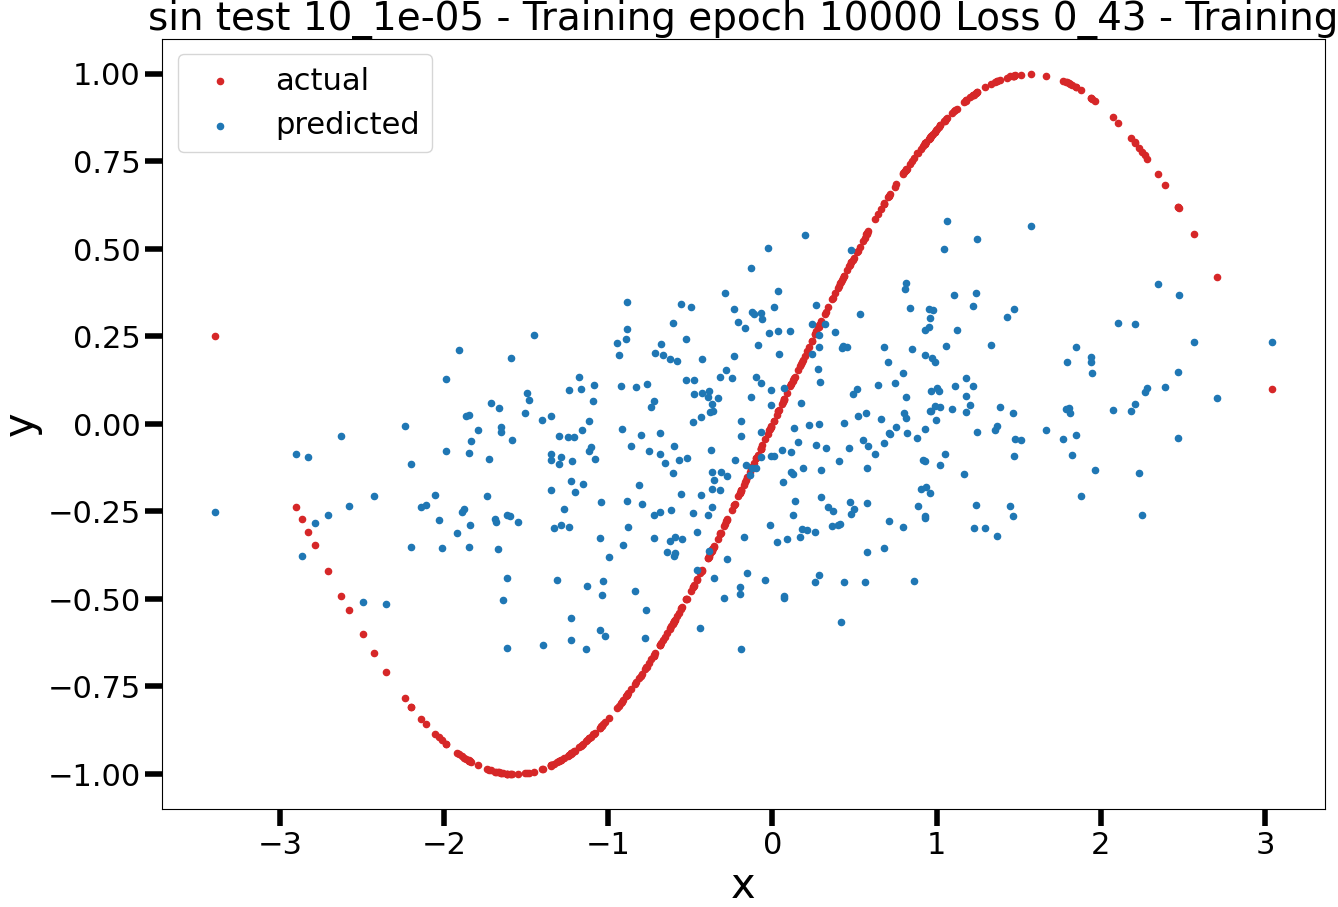 sin test 10_1e-05 - Training epoch 10000 Loss 0_43 - Training
actual
predicted
1.00
0.75
0.50
0.25
0.00
−0.25
−0.50
−0.75
−1.00
y
−3 −2 −1 0 1 2 3
x